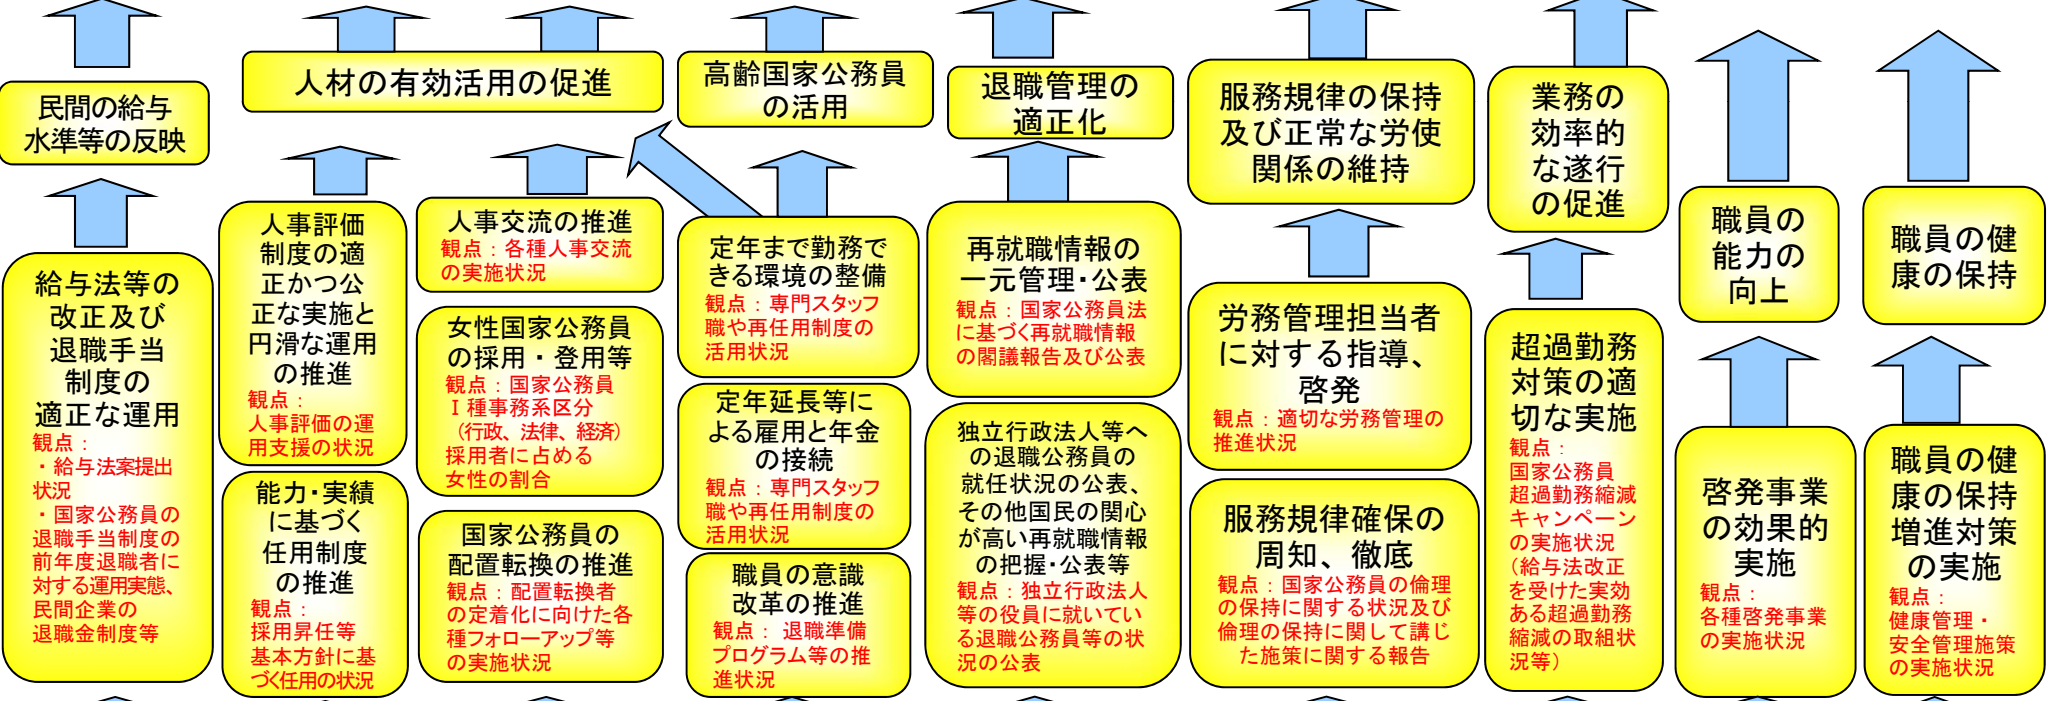 民間の給与
水準等の反映
人材の有効活用の促進
高齢国家公務員
の活用
退職管理の
適正化
服務規律の保持
及び正常な労使
関係の維持
業務の
効率的
な遂行
の促進
職員の
能力の
向上
職員の健
康の保持
給与法等の
改正及び
退職手当
制度の
適正な運用
観点：
・給与法案提出
状況
・国家公務員の
退職手当制度の
前年度退職者に
対する運用実態、
民間企業の
退職金制度等
人事評価
制度の適
正かつ公
正な実施と
円滑な運用
の推進
観点：
人事評価の運
用支援の状況
能力・実績
に基づく
任用制度
の推進
観点：
採用昇任等
基本方針に基
づく任用の状況
人事交流の推進
観点：各種人事交流
の実施状況
女性国家公務員
の採用・登用等
観点：国家公務員
Ⅰ種事務系区分
（行政、法律、経済）
採用者に占める
女性の割合
国家公務員の
配置転換の推進
観点：配置転換者
の定着化に向けた各
種フォローアップ等
の実施状況
定年まで勤務で
きる環境の整備
観点：専門スタッフ
職や再任用制度の
活用状況
定年延長等に
よる雇用と年金
の接続
観点：専門スタッフ
職や再任用制度の
活用状況
職員の意識
改革の推進
観点： 退職準備
プログラム等の推
進状況
再就職情報の
一元管理・公表
観点：国家公務員法
に基づく再就職情報
の閣議報告及び公表
独立行政法人等へ
の退職公務員の
就任状況の公表、
その他国民の関心
が高い再就職情報
の把握・公表等
観点：独立行政法人
等の役員に就いてい
る退職公務員等の状
況の公表
労務管理担当者
に対する指導、
啓発
観点：適切な労務管理の
推進状況
服務規律確保の
周知、徹底
観点：国家公務員の倫理
の保持に関する状況及び
倫理の保持に関して講じ
た施策に関する報告
超過勤務
対策の適
切な実施
観点：
国家公務員
超過勤務縮減
キャンペーン
の実施状況
（給与法改正
を受けた実効
ある超過勤務
縮減の取組状
況等）
啓発事業
の効果的
実施
観点：
各種啓発事業
の実施状況
職員の健
康の保持
増進対策
の実施
観点：
健康管理・
安全管理施策
の実施状況